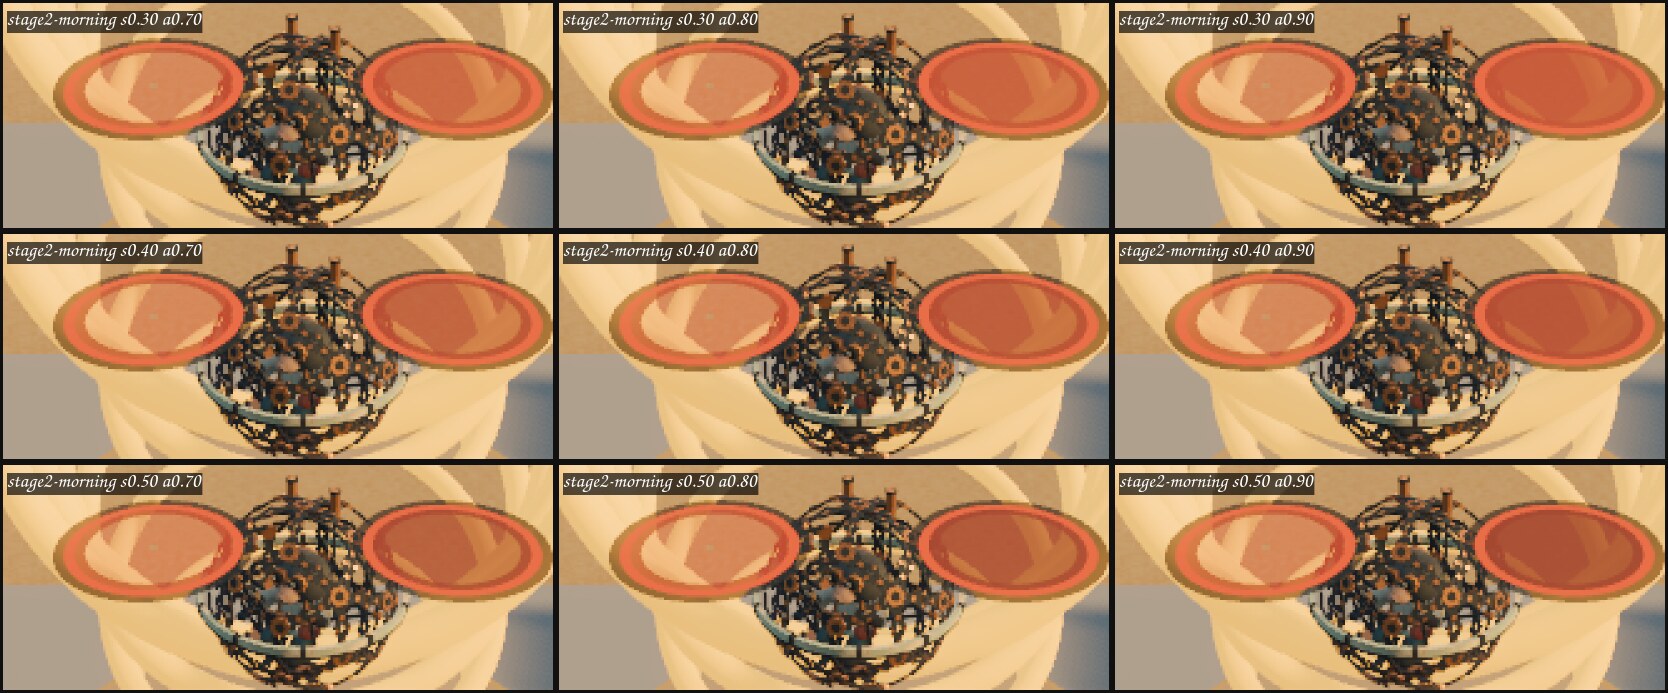 stage2-morning s0.30 a0.70
stage2-morning s0.30 a0.80
stage2-morning s0.30 a0.90
stage2-morning s0.40 a0.70
stage2-morning s0.40 a0.80
stage2-morning s0.40 a0.90
stage2-morning s0.50 a0.70
stage2-morning s0.50 a0.80
stage2-morning s0.50 a0.90